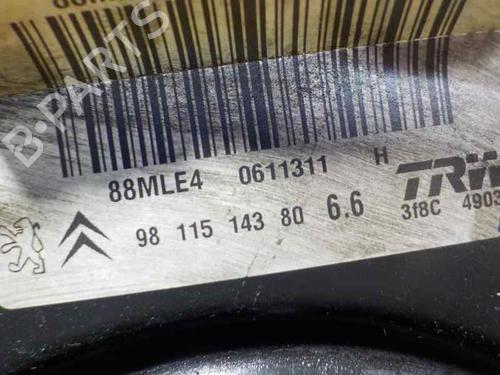 B-PARTS
88MLE4 0611311 H
98 115 143 80 6.6
TRW
3f8C 4903